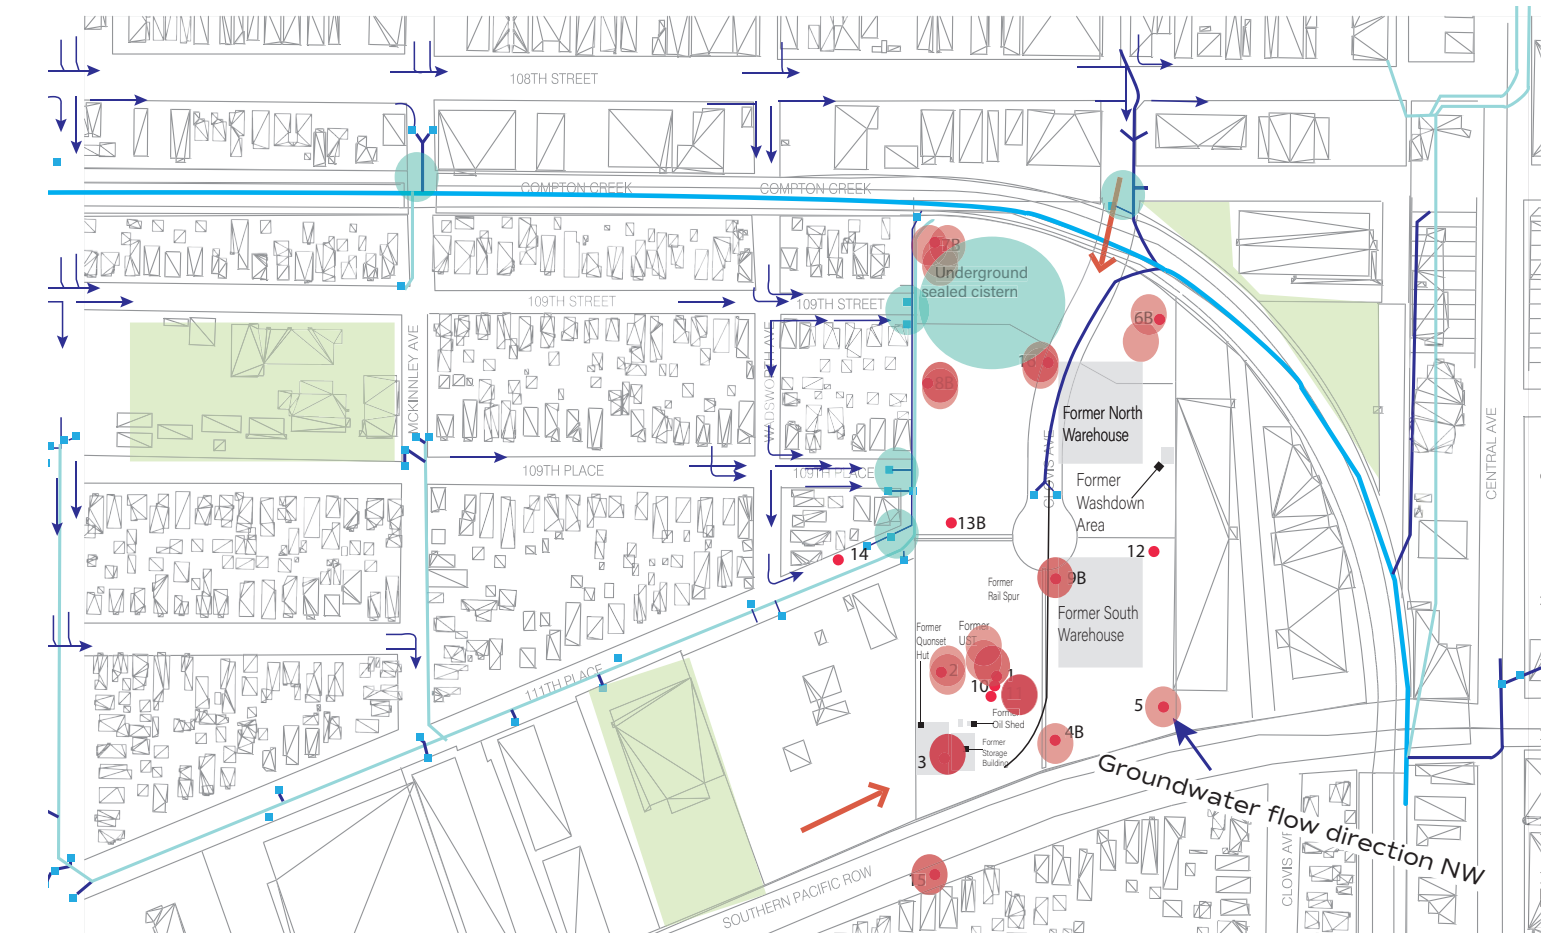 108TH STREET
COMPTON CREEK
COMPTON CREEK
7B
Underground
sealed cistern
109TH STREET
109TH STREET
6B
MCKINLEY AVE
WADSWORTH AVE
16
8B
Former North
Warehouse
CLOVIS AVE
CENTRAL AVE
109TH PLACE
109TH PLACE
Former
Washdown
Area
13B
14
12
Former
Rail Spur
9B
Former South
Warehouse
Former
Quonset
Hut
Former
UST
2
1
10
111TH PLACE
5
Former
Oil Shed
4B
3
Former
Storage
Building
Groundwater flow direction NW
CLOVIS AVE
15
SOUTHERN PACIFIC ROW